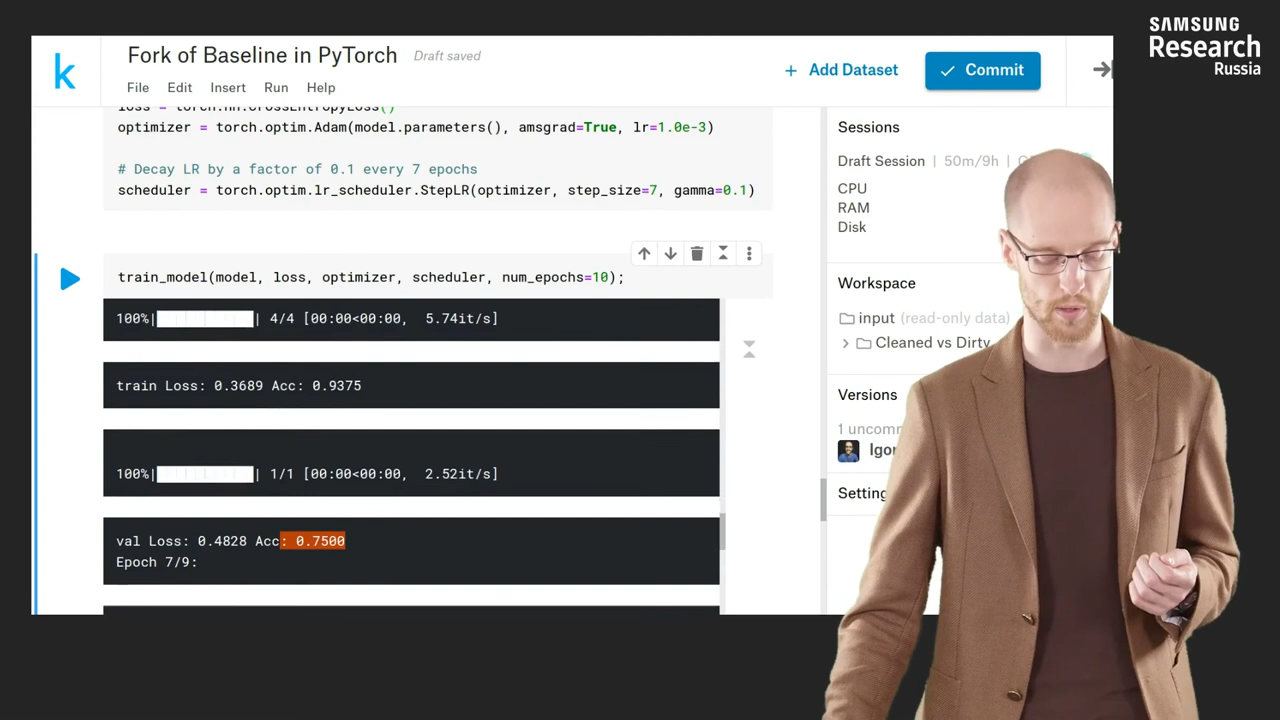 SAMSUNG
Research
Russia
Fork of Baseline in PyTorch Draft saved
File Edit Insert Run Help
+ Add Dataset
Commit
loss = torch.nn.CrossEntropyLoss()
optimizer = torch.optim.Adam(model.parameters(), amsgrad=True, lr=1.0e-3)
# Decay LR by a factor of 0.1 every 7 epochs
scheduler = torch.optim.lr_scheduler.StepLR(optimizer, step_size=7, gamma=0.1)
train_model(model, loss, optimizer, scheduler, num_epochs=10);
100%| | 4/4 [00:00<00:00, 5.74it/s]
train Loss: 0.3689 Acc: 0.9375
100%| | 1/1 [00:00<00:00, 2.52it/s]
val Loss: 0.4828 Acc: 0.7500
Epoch 7/9:
Sessions
Draft Session | 50m/9h |
CPU
RAM
Disk
Workspace
input (read-only data)
Cleaned vs Dirty
Versions
1